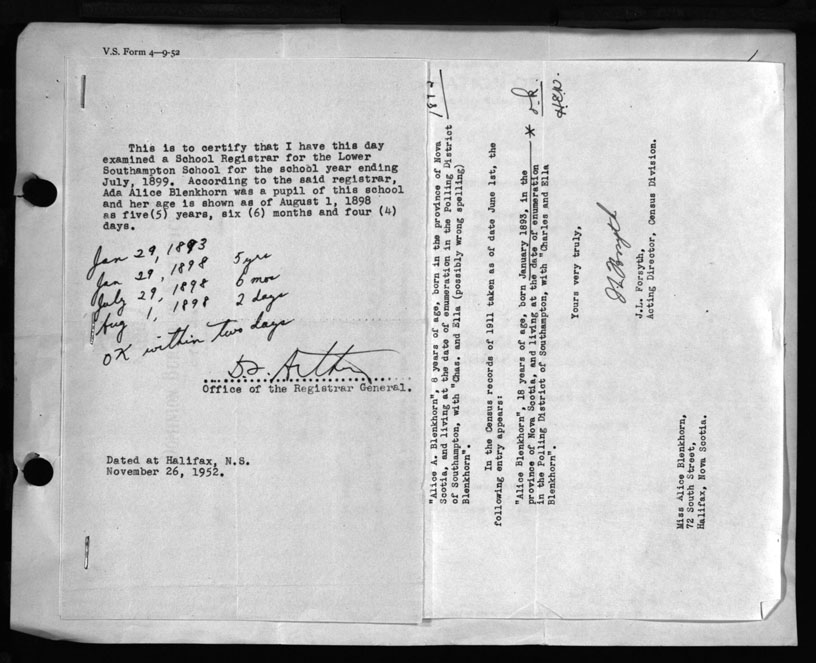 V.S. Form 4—9-52
This is to certify that I have this day
examined a School Registrar for the Lower
Southampton School for the school year ending
July, 1899. According to the said registrar,
Ada Alice Blenkhorn was a pupil of this school
and her age is shown as of August 1, 1898
as five(5) years, six (6) months and four (4)
days.
Jan 29, 1893
Jan 29, 1898 5 yrs
July 29, 1898 6 mos
Aug 1, 1898 2 days
OK within two days
Office of the Registrar General.
Dated at Halifax, N.S.
November 26, 1952.
"Alice A. Blenkhorn", 8 years of age, born in the province of Nova
Scotia, and living at the date of enumeration in the Polling District
of Southampton, with "Chas. and Ella (possibly wrong spelling)
Blenkhorn".
In the Census records of 1911 taken as of date June 1st, the
following entry appears:
"Alice Blenkhorn", 18 years of age, born January 1893, in the *
province of Nova Scotia, and living at the date of enumeration
in the Polling District of Southampton, with "Charles and Ella
Blenkhorn".
Yours very truly,
J L Forsyth
J.L. Forsyth,
Acting Director, Census Division.
Miss Alice Blenkhorn,
72 South Street,
Halifax, Nova Scotia.